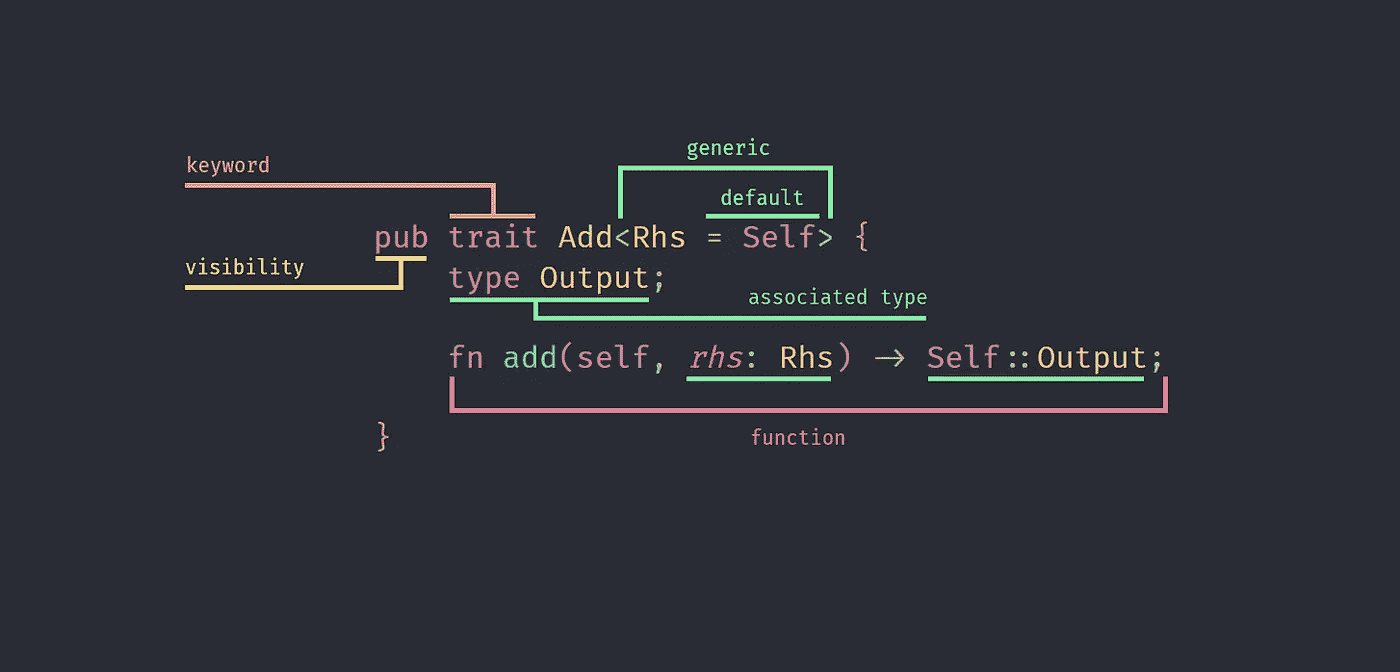 generic
keyword
default
pub trait Add<Rhs = Self> {
visibility
type Output;
associated type
fn add(self, rhs: Rhs) → Self::Output;
}
function